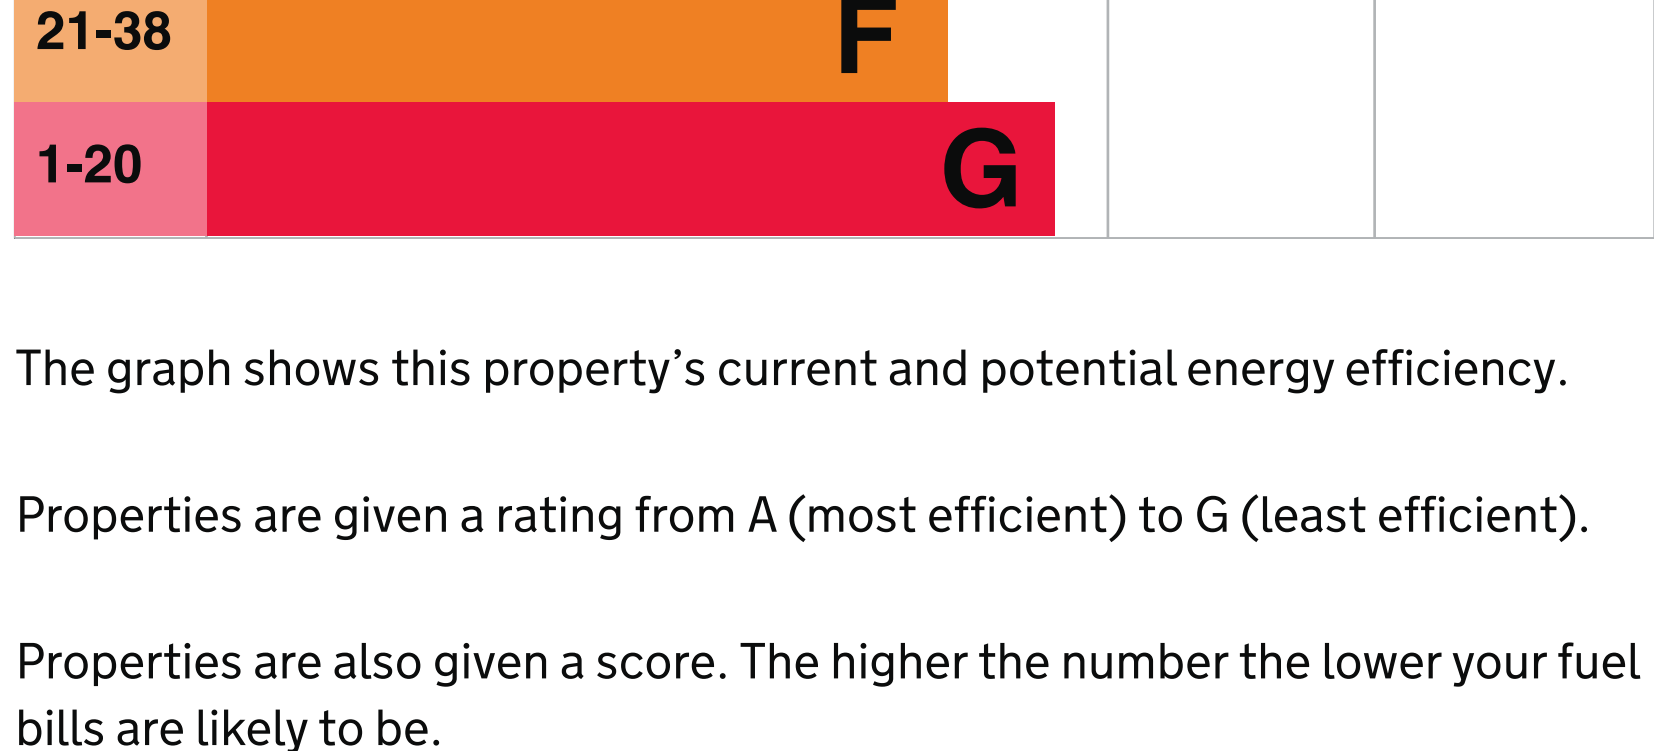 21-38 F
1-20 G
The graph shows this property’s current and potential energy efficiency.
Properties are given a rating from A (most efficient) to G (least efficient).
Properties are also given a score. The higher the number the lower your fuel
bills are likely to be.